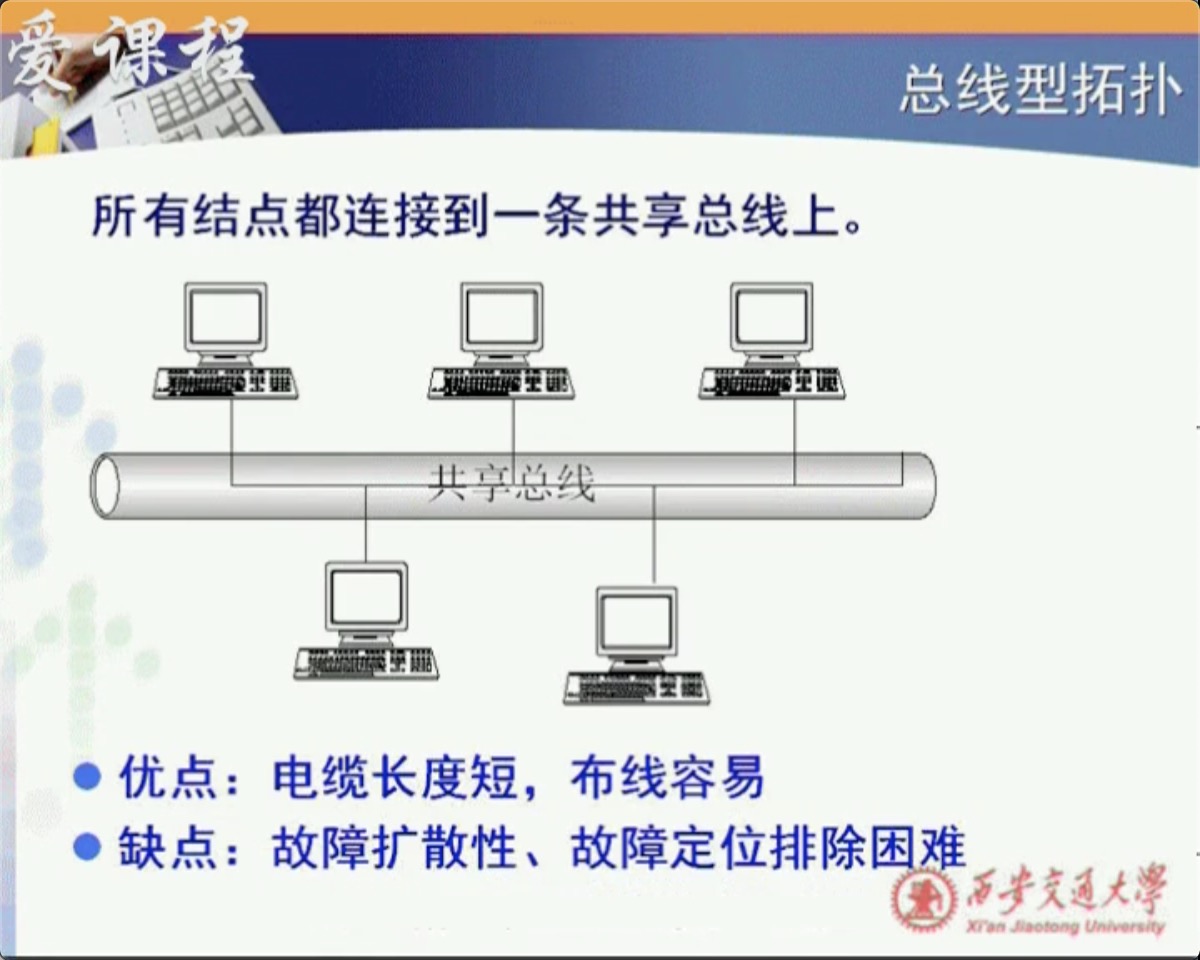 爱课程
总线型拓扑
所有结点都连接到一条共享总线上。
共享总线
优点：电缆长度短，布线容易
缺点：故障扩散性、故障定位排除困难
西安交通大学
Xi'an Jiaotong University